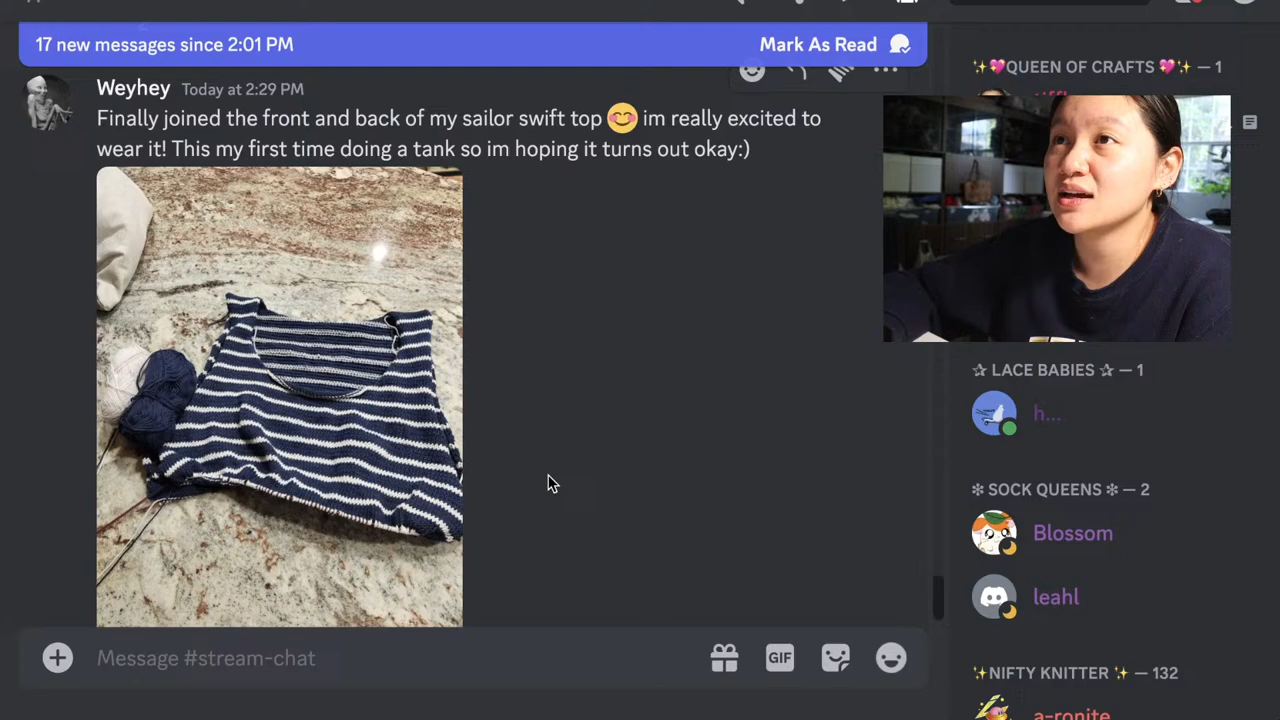 17 new messages since 2:01 PM
Mark As Read
Weyhey Today at 2:29 PM
Finally joined the front and back of my sailor swift top 😊 im really excited to
wear it! This my first time doing a tank so im hoping it turns out okay:)
Message #stream-chat
GIF
✨💖QUEEN OF CRAFTS 💖✨ — 1
✰ LACE BABIES ✰ — 1
h...
❇ SOCK QUEENS ❇ — 2
Blossom
leahl
✨NIFTY KNITTER ✨ — 132
a-ronite